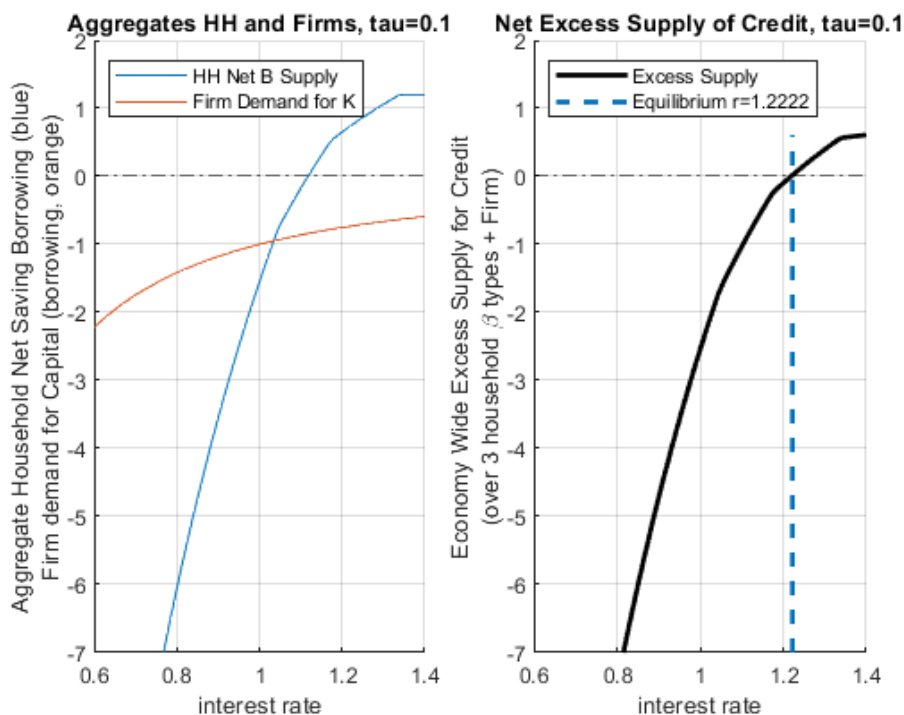 Aggregates HH and Firms, tau=0.1
HH Net B Supply
Firm Demand for K
Aggregate Household Net Saving Borrowing (blue)
Firm demand for Capital (borrowing, orange)
2
1
0
-1
-2
-3
-4
-5
-6
-7
0.6
0.8
1
1.2
1.4
interest rate
Net Excess Supply of Credit, tau=0.1
Excess Supply
Equilibrium r=1.2222
Economy Wide Excess Supply for Credit
(over 3 household β types + Firm)
2
1
0
-1
-2
-3
-4
-5
-6
-7
0.6
0.8
1
1.2
1.4
interest rate